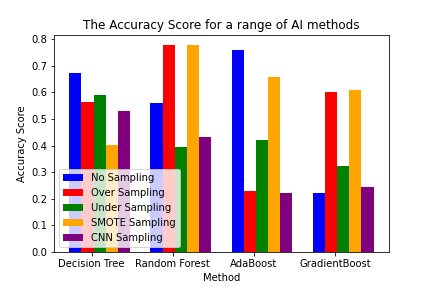 The Accuracy Score for a range of AI methods
Accuracy Score
0.8
0.7
0.6
0.5
0.4
0.3
0.2
0.1
0.0
No Sampling
Over Sampling
Under Sampling
SMOTE Sampling
CNN Sampling
Decision Tree Random Forest AdaBoost GradientBoost
Method